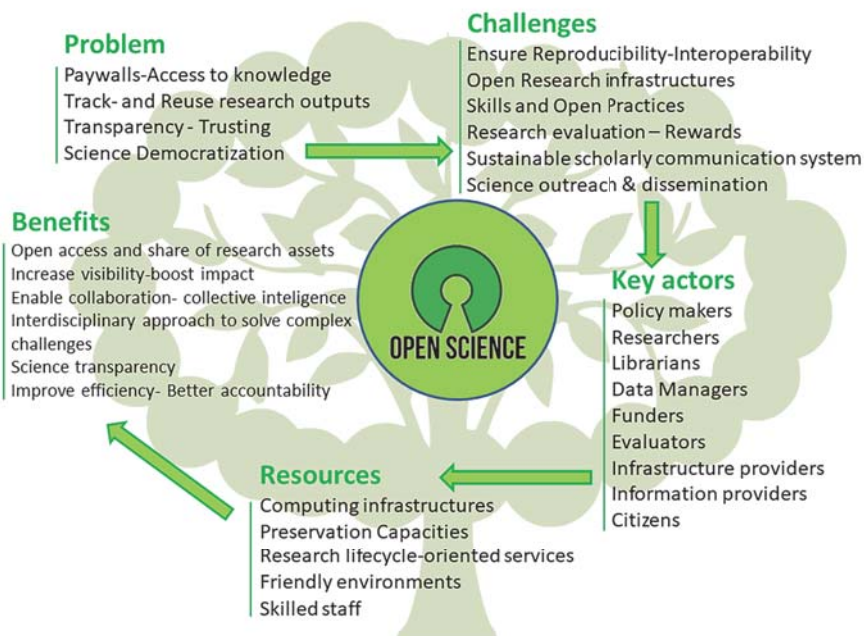 Problem
Paywalls-Access to knowledge
Track- and Reuse research outputs
Transparency - Trusting
Science Democratization
Challenges
Ensure Reproducibility-Interoperability
Open Research infrastructures
Skills and Open Practices
Research evaluation – Rewards
Sustainable scholarly communication system
Science outreach & dissemination
Key actors
Policy makers
Researchers
Librarians
Data Managers
Funders
Evaluators
Infrastructure providers
Information providers
Citizens
Resources
Computing infrastructures
Preservation Capacities
Research lifecycle-oriented services
Friendly environments
Skilled staff
Benefits
Open access and share of research assets
Increase visibility-boost impact
Enable collaboration- collective inteligence
Interdisciplinary approach to solve complex
challenges
Science transparency
Improve efficiency- Better accountability
OPEN SCIENCE